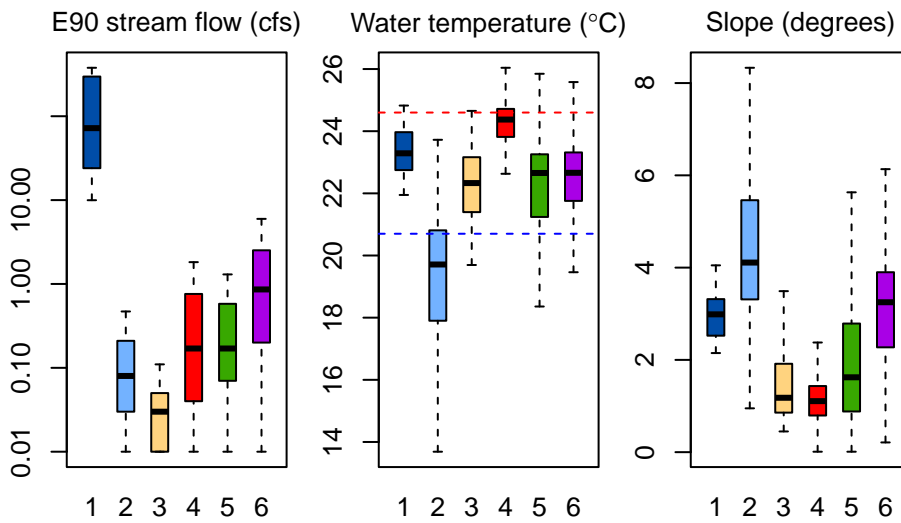 E90 stream flow (cfs)
0.01 0.10 1.00 10.00
1 2 3 4 5 6
Water temperature (°C)
14 16 18 20 22 24 26
1 2 3 4 5 6
Slope (degrees)
0 2 4 6 8
1 2 3 4 5 6